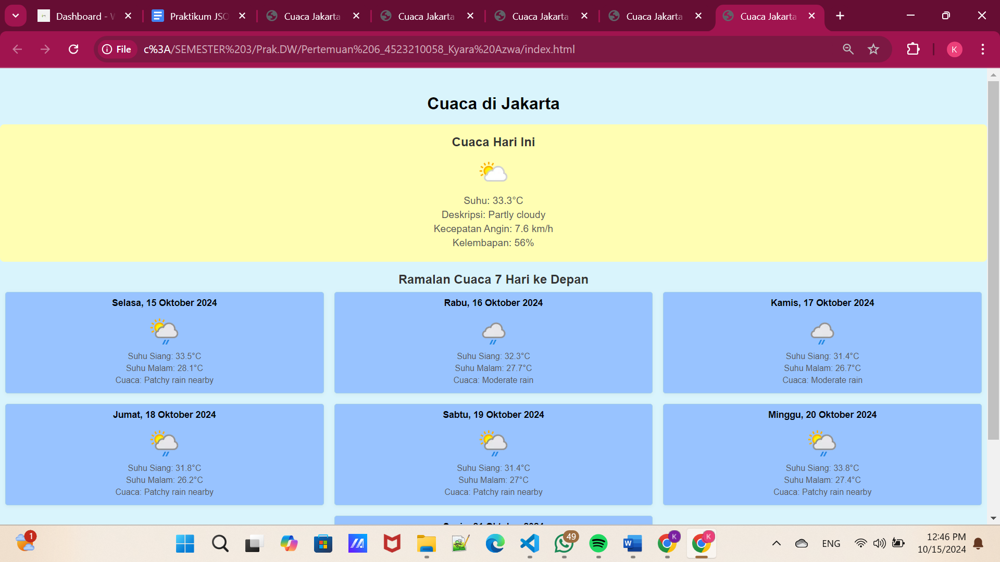 Dashboard - W
Praktikum JSO
Cuaca Jakarta
Cuaca Jakarta
Cuaca Jakarta
Cuaca Jakarta
Cuaca Jakarta
File
c%3A/SEMESTER%203/Prak.DW/Pertemuan%206_4523210058_Kyara%20Azwa/index.html
K
Cuaca di Jakarta
Cuaca Hari Ini
Suhu: 33.3°C
Deskripsi: Partly cloudy
Kecepatan Angin: 7.6 km/h
Kelembapan: 56%
Ramalan Cuaca 7 Hari ke Depan
Selasa, 15 Oktober 2024
Suhu Siang: 33.5°C
Suhu Malam: 28.1°C
Cuaca: Patchy rain nearby
Rabu, 16 Oktober 2024
Suhu Siang: 32.3°C
Suhu Malam: 27.7°C
Cuaca: Moderate rain
Kamis, 17 Oktober 2024
Suhu Siang: 31.4°C
Suhu Malam: 26.7°C
Cuaca: Moderate rain
Jumat, 18 Oktober 2024
Suhu Siang: 31.8°C
Suhu Malam: 26.2°C
Cuaca: Patchy rain nearby
Sabtu, 19 Oktober 2024
Suhu Siang: 31.4°C
Suhu Malam: 27°C
Cuaca: Patchy rain nearby
Minggu, 20 Oktober 2024
Suhu Siang: 33.8°C
Suhu Malam: 27.4°C
Cuaca: Patchy rain nearby
1
49
W
K
K
ENG
12:46 PM
10/15/2024